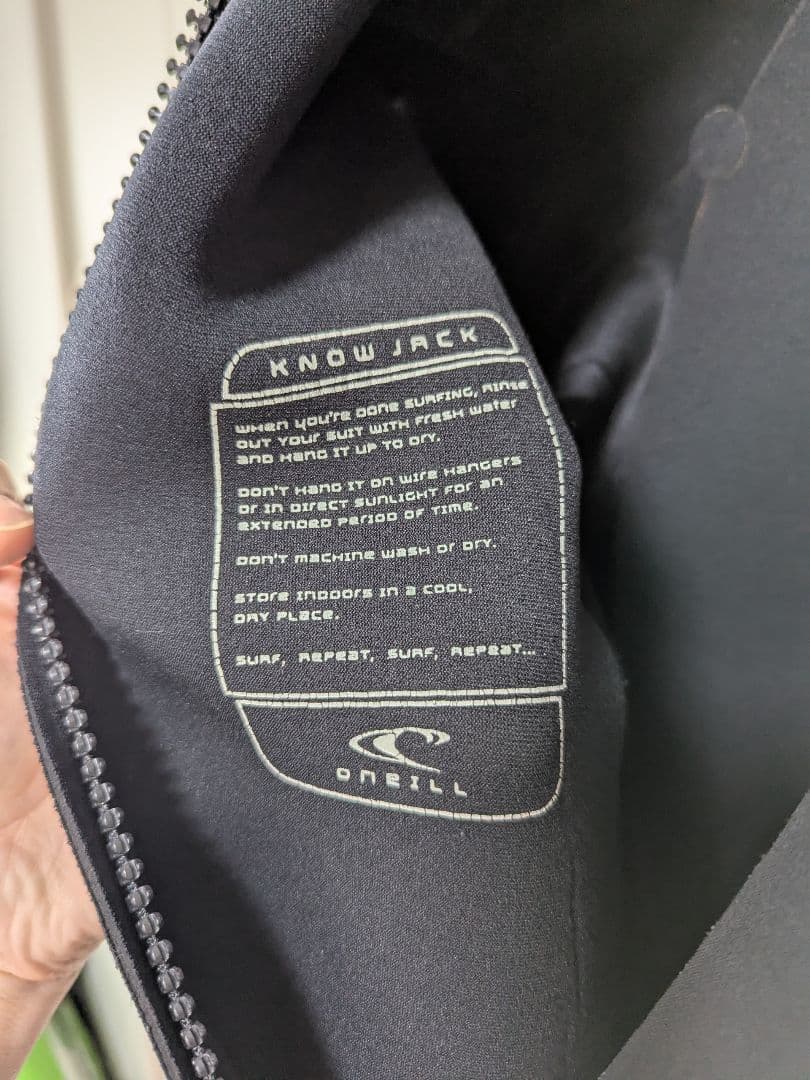 KNOW JACK
WHEN YOU'RE DONE SURFING, RINSE
OUT YOUR SUIT WITH FRESH WATER
AND HANG IT UP TO DRY.
DON'T HANG IT ON WIRE HANGERS
OR IN DIRECT SUNLIGHT FOR AN
EXTENDED PERIOD OF TIME.
DON'T MACHINE WASH OR DRY.
STORE INDOORS IN A COOL,
DRY PLACE.
SURF, REPEAT, SURF, REPEAT...
ONEILL